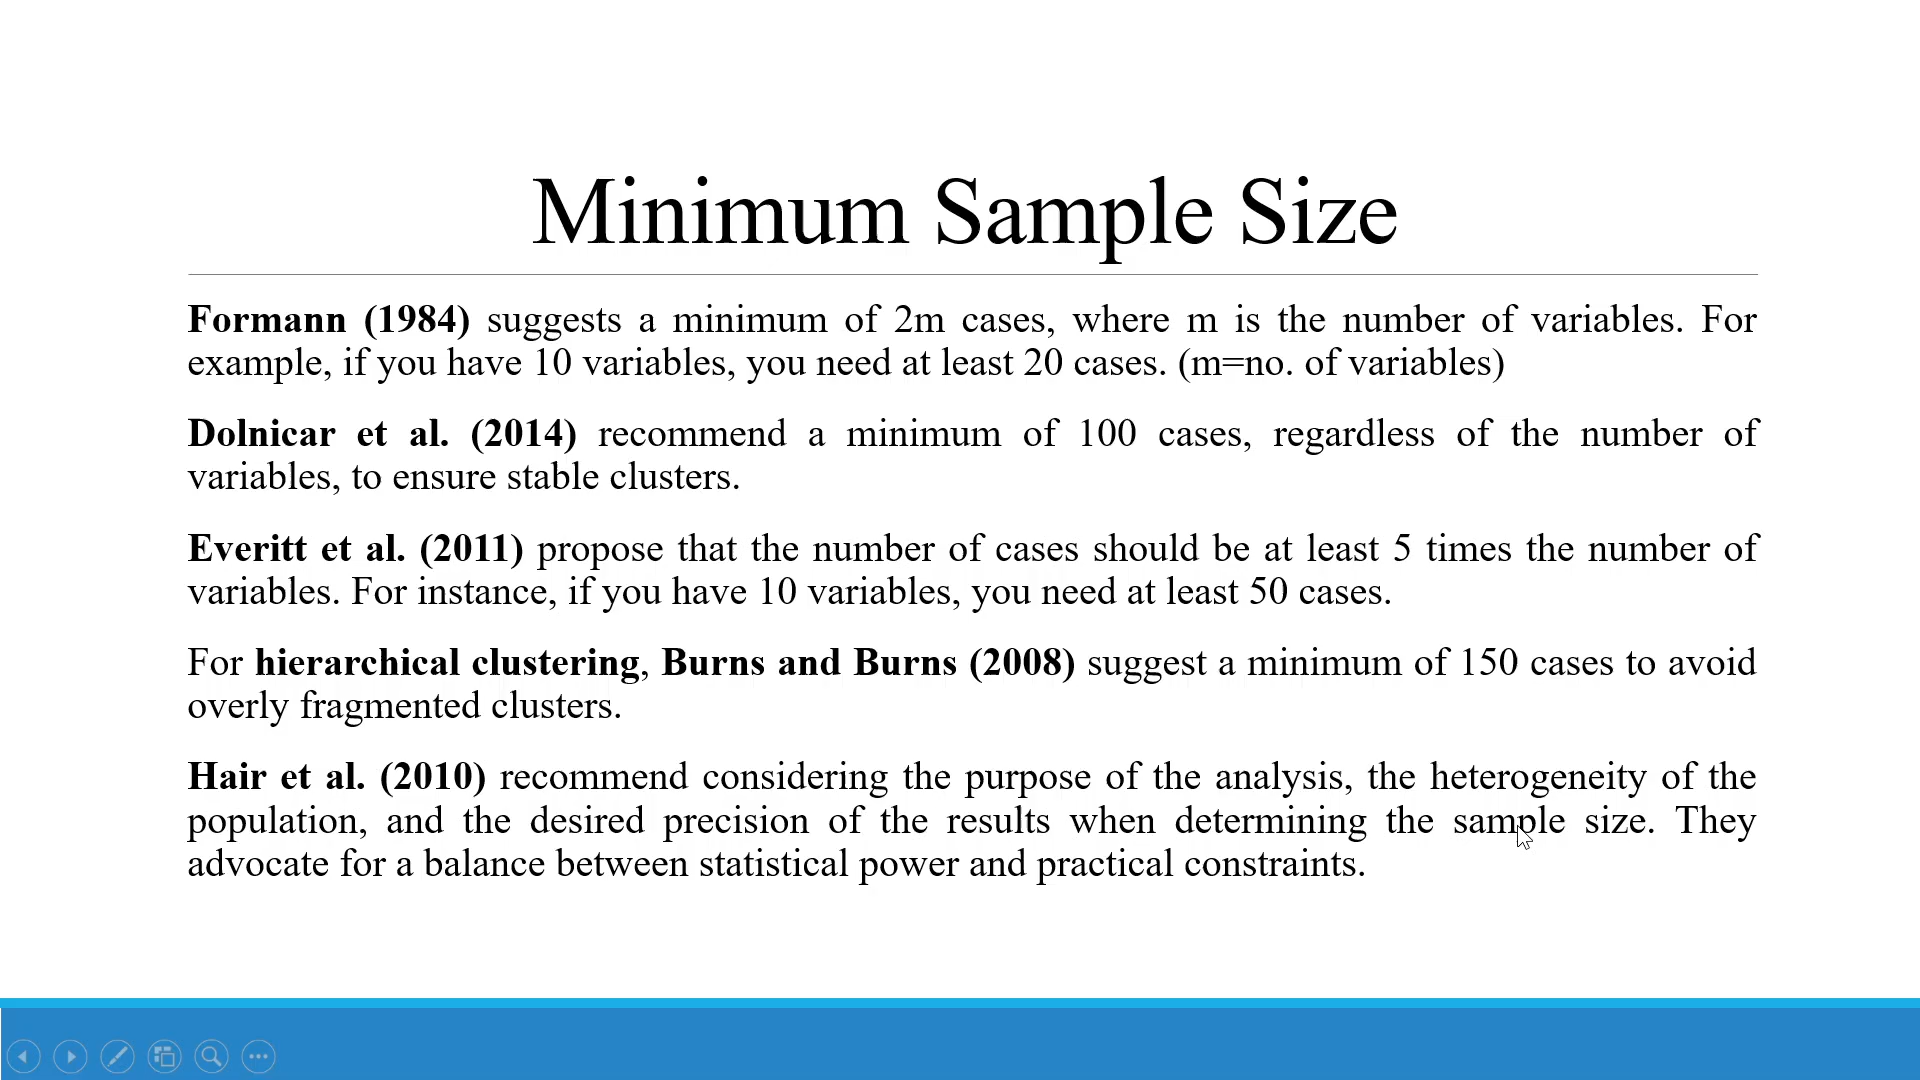 Minimum Sample Size
Formann (1984) suggests a minimum of 2m cases, where m is the number of variables. For
example, if you have 10 variables, you need at least 20 cases. (m=no. of variables)
Dolnicar et al. (2014) recommend a minimum of 100 cases, regardless of the number of
variables, to ensure stable clusters.
Everitt et al. (2011) propose that the number of cases should be at least 5 times the number of
variables. For instance, if you have 10 variables, you need at least 50 cases.
For hierarchical clustering, Burns and Burns (2008) suggest a minimum of 150 cases to avoid
overly fragmented clusters.
Hair et al. (2010) recommend considering the purpose of the analysis, the heterogeneity of the
population, and the desired precision of the results when determining the sample size. They
advocate for a balance between statistical power and practical constraints.